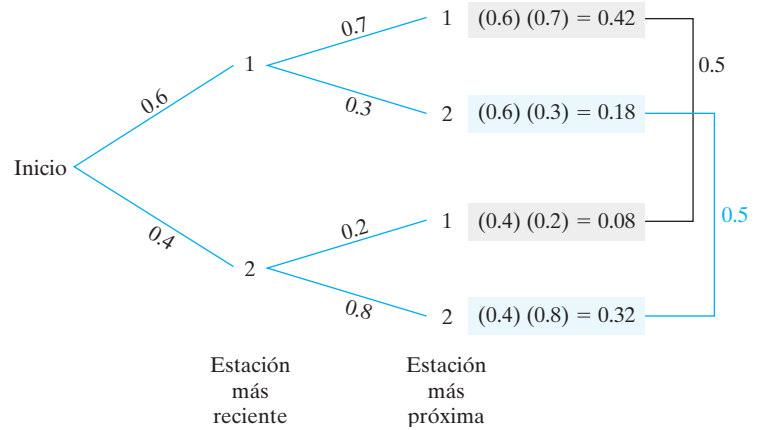 0.7
1 (0.6) (0.7) = 0.42
1
0.5
0.6
0.3
2 (0.6) (0.3) = 0.18
Inicio
0.4
0.2
1 (0.4) (0.2) = 0.08
0.5
2
0.8
2 (0.4) (0.8) = 0.32
Estación
más
reciente
Estación
más
próxima